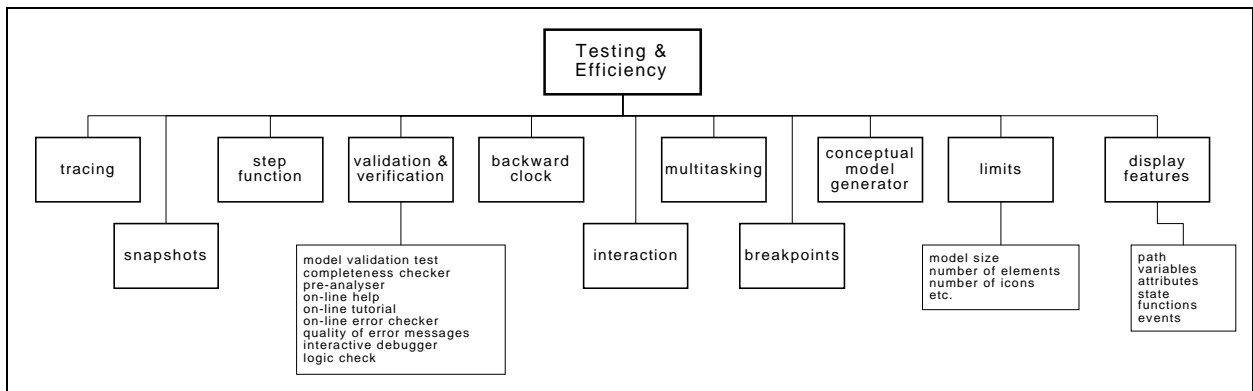 Testing &
Efficiency
tracing
step
function
validation &
verification
backward
clock
multitasking
conceptual
model
generator
limits
display
features
snapshots
interaction
breakpoints
model validation test
completeness checker
pre-analyser
on-line help
on-line tutorial
on-line error checker
quality of error messages
interactive debugger
logic check
model size
number of elements
number of icons
etc.
path
variables
attributes
state
functions
events